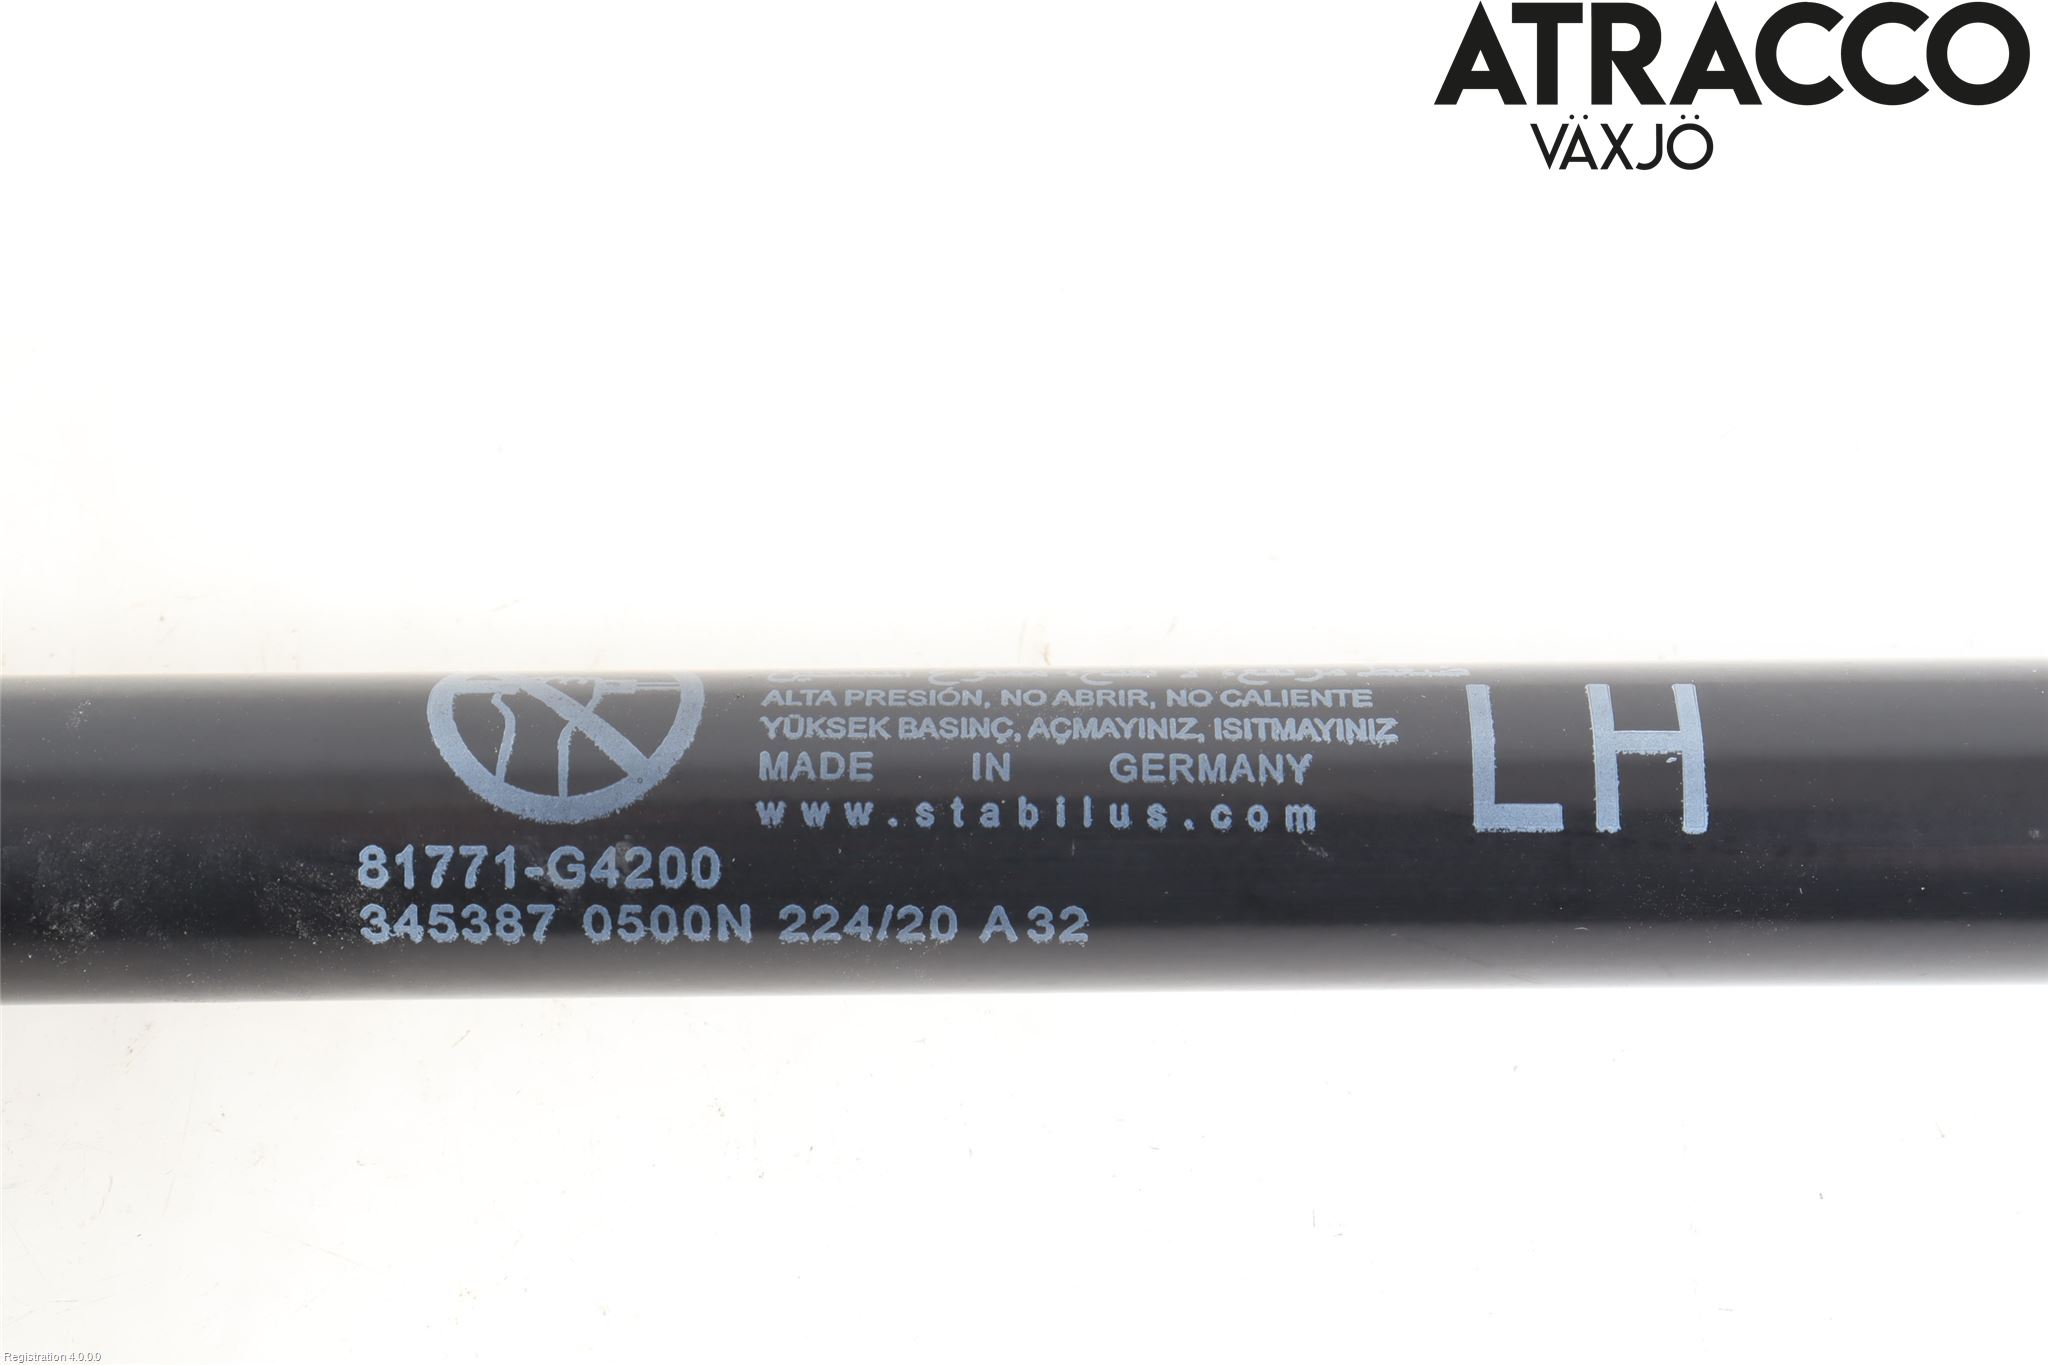 ATRACCO
VÄXJÖ
ALTA PRESIÓN, NO ABRIR, NO CALIENTE
YÜKSEK BASINÇ, AÇMAYINIZ, ISITMAYINIZ
MADE IN GERMANY
www.stabilus.com
LH
81771-G4200
345387 0500N 224/20 A32
Registration 4.0.0.0